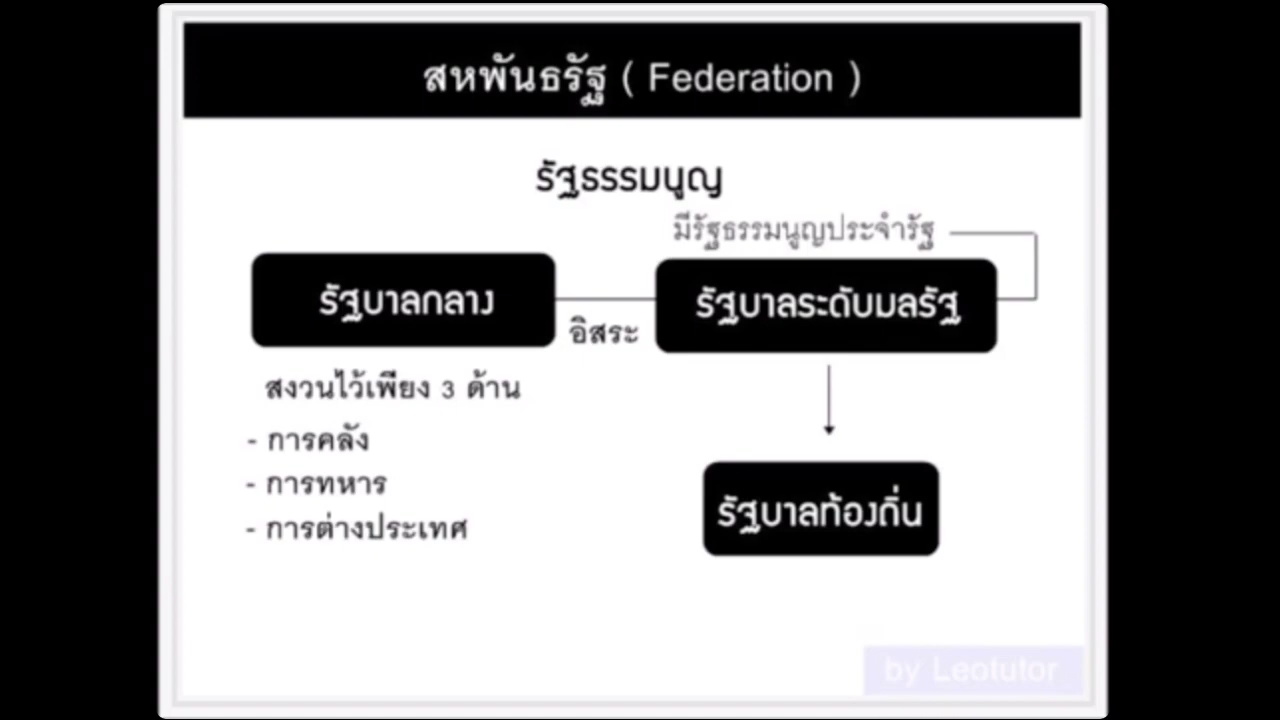 สหพันธรัฐ ( Federation )
รัฐธรรมนูญ
มีรัฐธรรมนูญประจำรัฐ
รัฐบาลกลาง
อิสระ
รัฐบาลระดับมลรัฐ
สงวนไว้เพียง 3 ด้าน
- การคลัง
- การทหาร
- การต่างประเทศ
รัฐบาลท้องถิ่น
by Leotutor